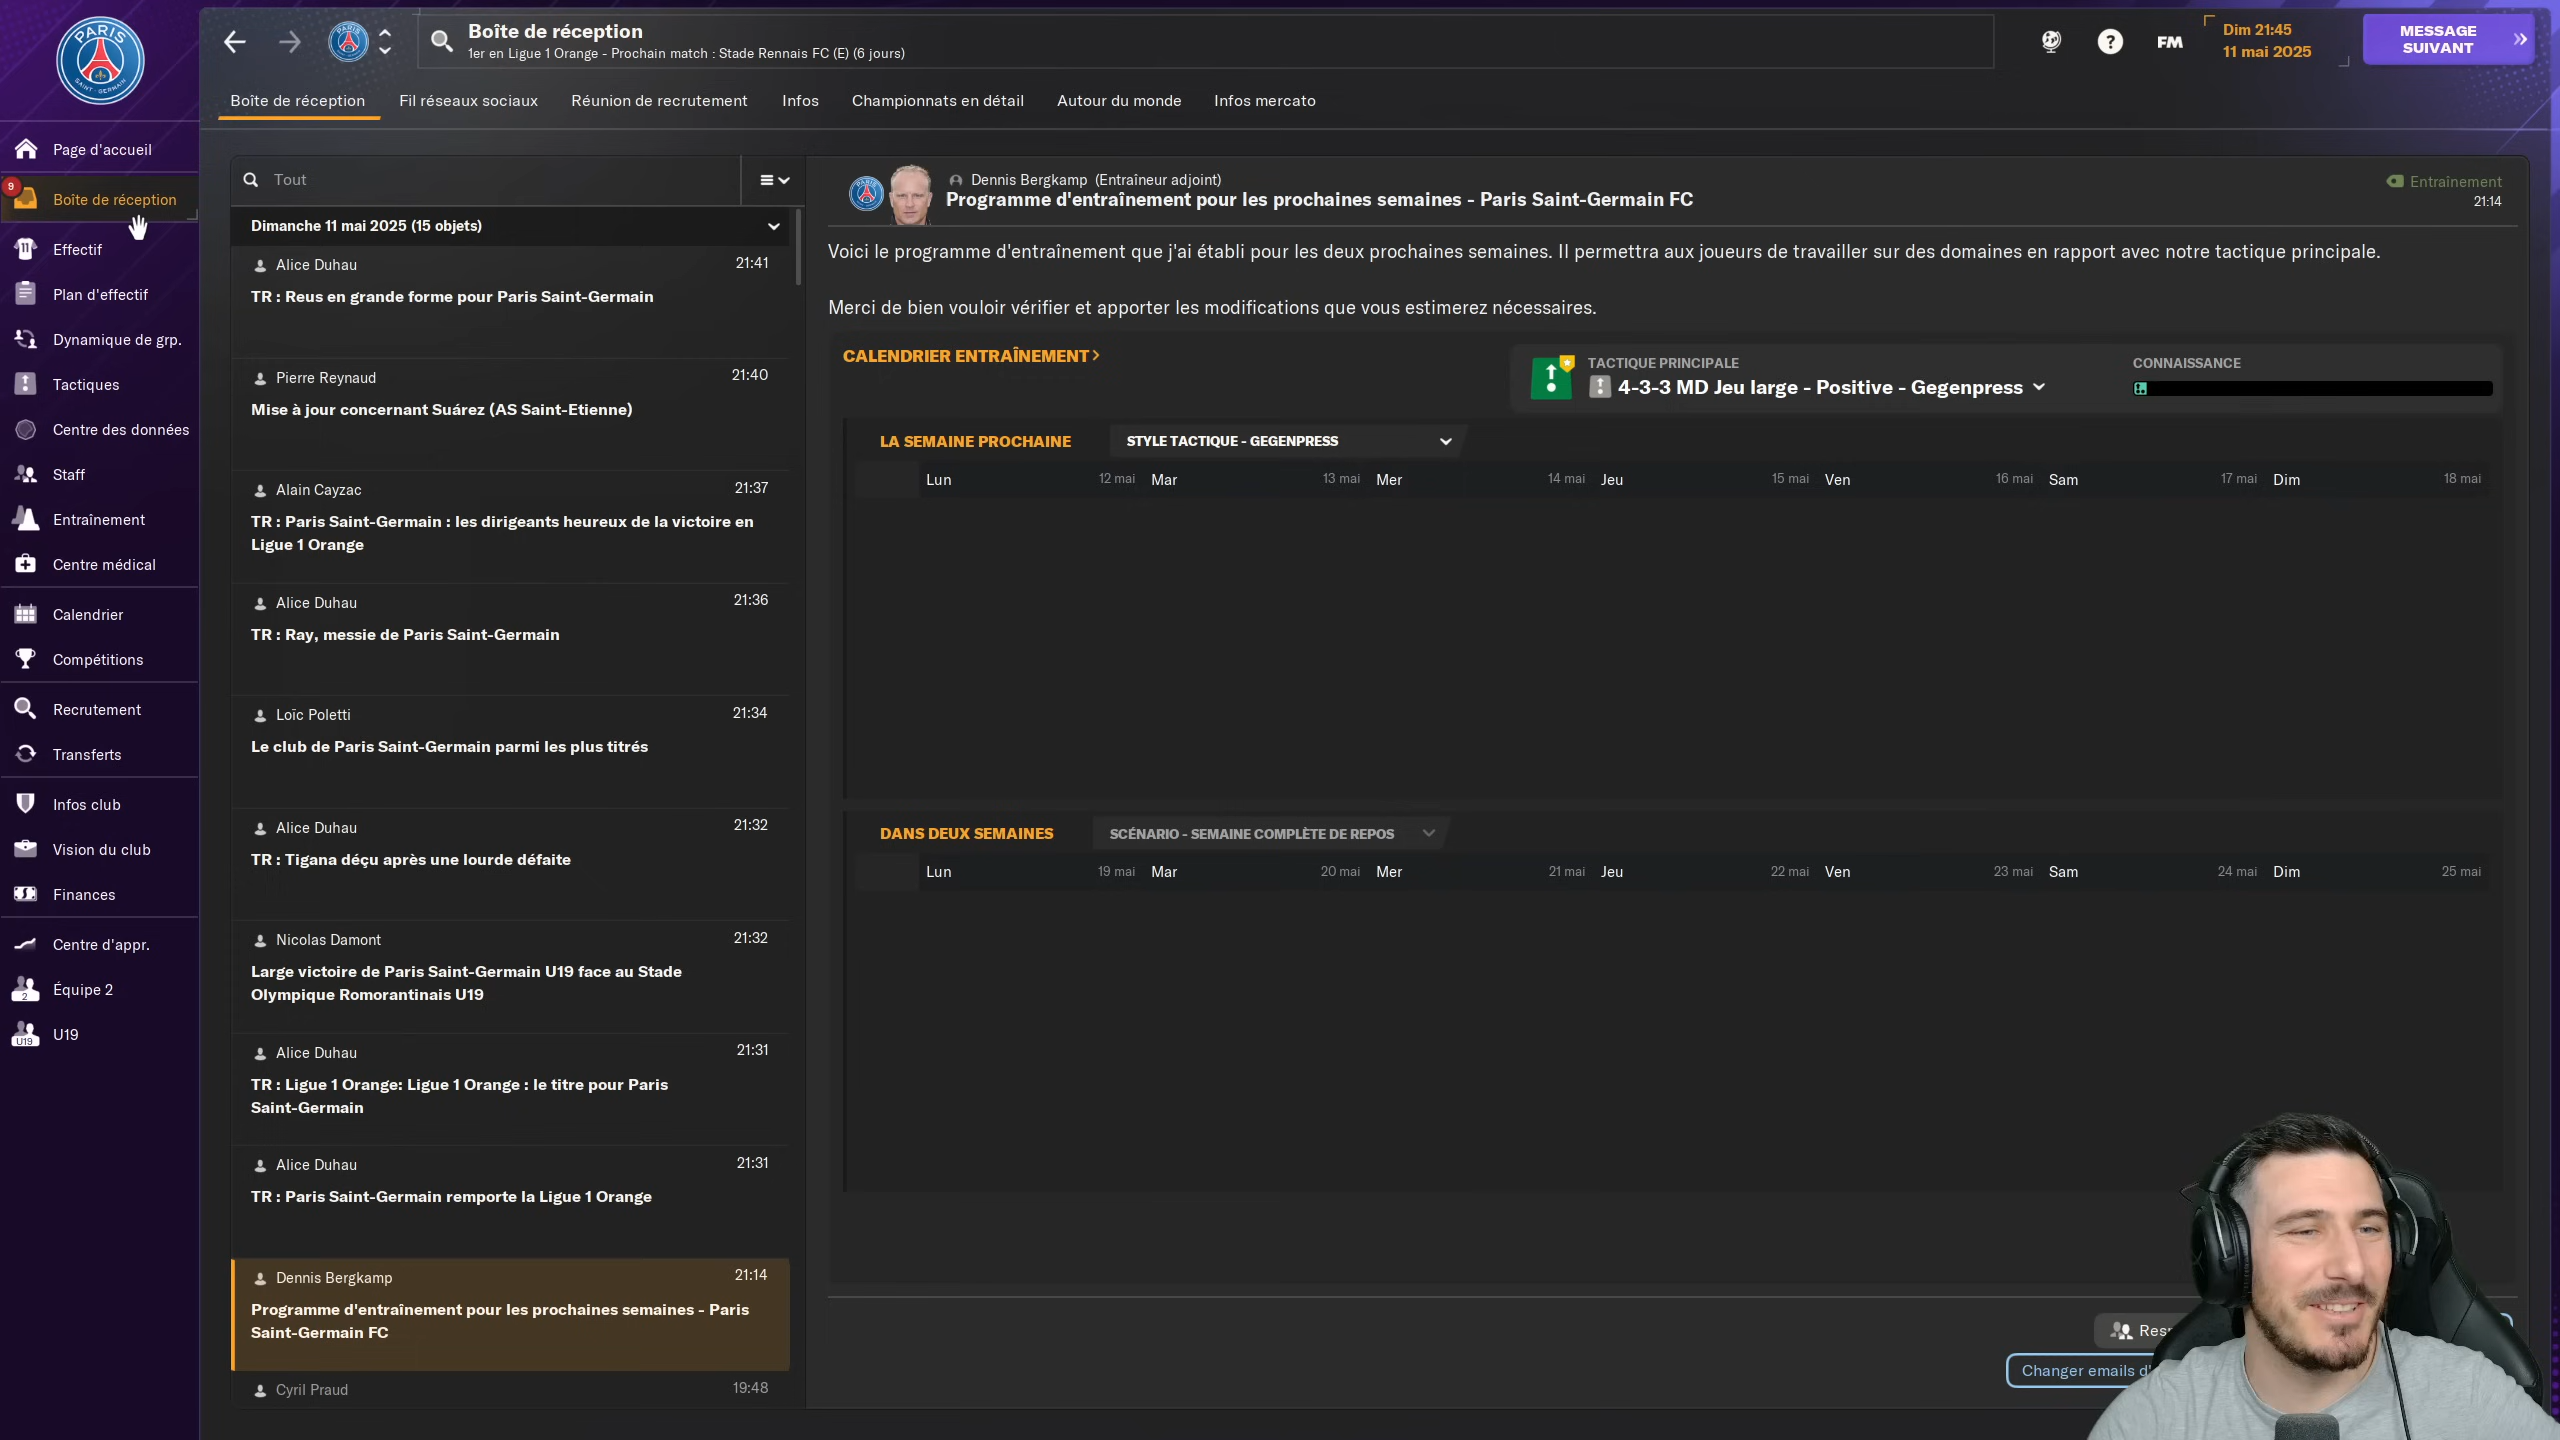 Boîte de réception
1er en Ligue 1 Orange - Prochain match : Stade Rennais FC (E) (6 jours)
FM
Dim 21:45
11 mai 2025
MESSAGE
SUIVANT
Boîte de réception
Fil réseaux sociaux
Réunion de recrutement
Infos
Championnats en détail
Autour du monde
Infos mercato
PARIS
SAINT-GERMAIN
Page d'accueil
9
Boîte de réception
11
Effectif
Plan d'effectif
Dynamique de grp.
Tactiques
Centre des données
Staff
Entraînement
Centre médical
Calendrier
Compétitions
Recrutement
Transferts
Infos club
Vision du club
Finances
Centre d'appr.
2
Équipe 2
U19
U19
Tout
Dimanche 11 mai 2025 (15 objets)
Alice Duhau
21:41
TR : Reus en grande forme pour Paris Saint-Germain
Pierre Reynaud
21:40
Mise à jour concernant Suárez (AS Saint-Etienne)
Alain Cayzac
21:37
TR : Paris Saint-Germain : les dirigeants heureux de la victoire en
Ligue 1 Orange
Alice Duhau
21:36
TR : Ray, messie de Paris Saint-Germain
Loïc Poletti
21:34
Le club de Paris Saint-Germain parmi les plus titrés
Alice Duhau
21:32
TR : Tigana déçu après une lourde défaite
Nicolas Damont
21:32
Large victoire de Paris Saint-Germain U19 face au Stade
Olympique Romorantinais U19
Alice Duhau
21:31
TR : Ligue 1 Orange: Ligue 1 Orange : le titre pour Paris
Saint-Germain
Alice Duhau
21:31
TR : Paris Saint-Germain remporte la Ligue 1 Orange
Dennis Bergkamp
21:14
Programme d'entraînement pour les prochaines semaines - Paris
Saint-Germain FC
Cyril Praud
19:48
Dennis Bergkamp (Entraîneur adjoint)
Programme d'entraînement pour les prochaines semaines - Paris Saint-Germain FC
Entrainement
21:14
Voici le programme d'entraînement que j'ai établi pour les deux prochaines semaines. Il permettra aux joueurs de travailler sur des domaines en rapport avec notre tactique principale.
Merci de bien vouloir vérifier et apporter les modifications que vous estimerez nécessaires.
CALENDRIER ENTRAÎNEMENT
TACTIQUE PRINCIPALE
4-3-3 MD Jeu large - Positive - Gegenpress
CONNAISSANCE
LA SEMAINE PROCHAINE
STYLE TACTIQUE - GEGENPRESS
Lun 12 mai Mar 13 mai Mer 14 mai Jeu 15 mai Ven 16 mai Sam 17 mai Dim 18 mai
DANS DEUX SEMAINES
SCÉNARIO - SEMAINE COMPLÈTE DE REPOS
Lun 19 mai Mar 20 mai Mer 21 mai Jeu 22 mai Ven 23 mai Sam 24 mai Dim 25 mai
Changer emails